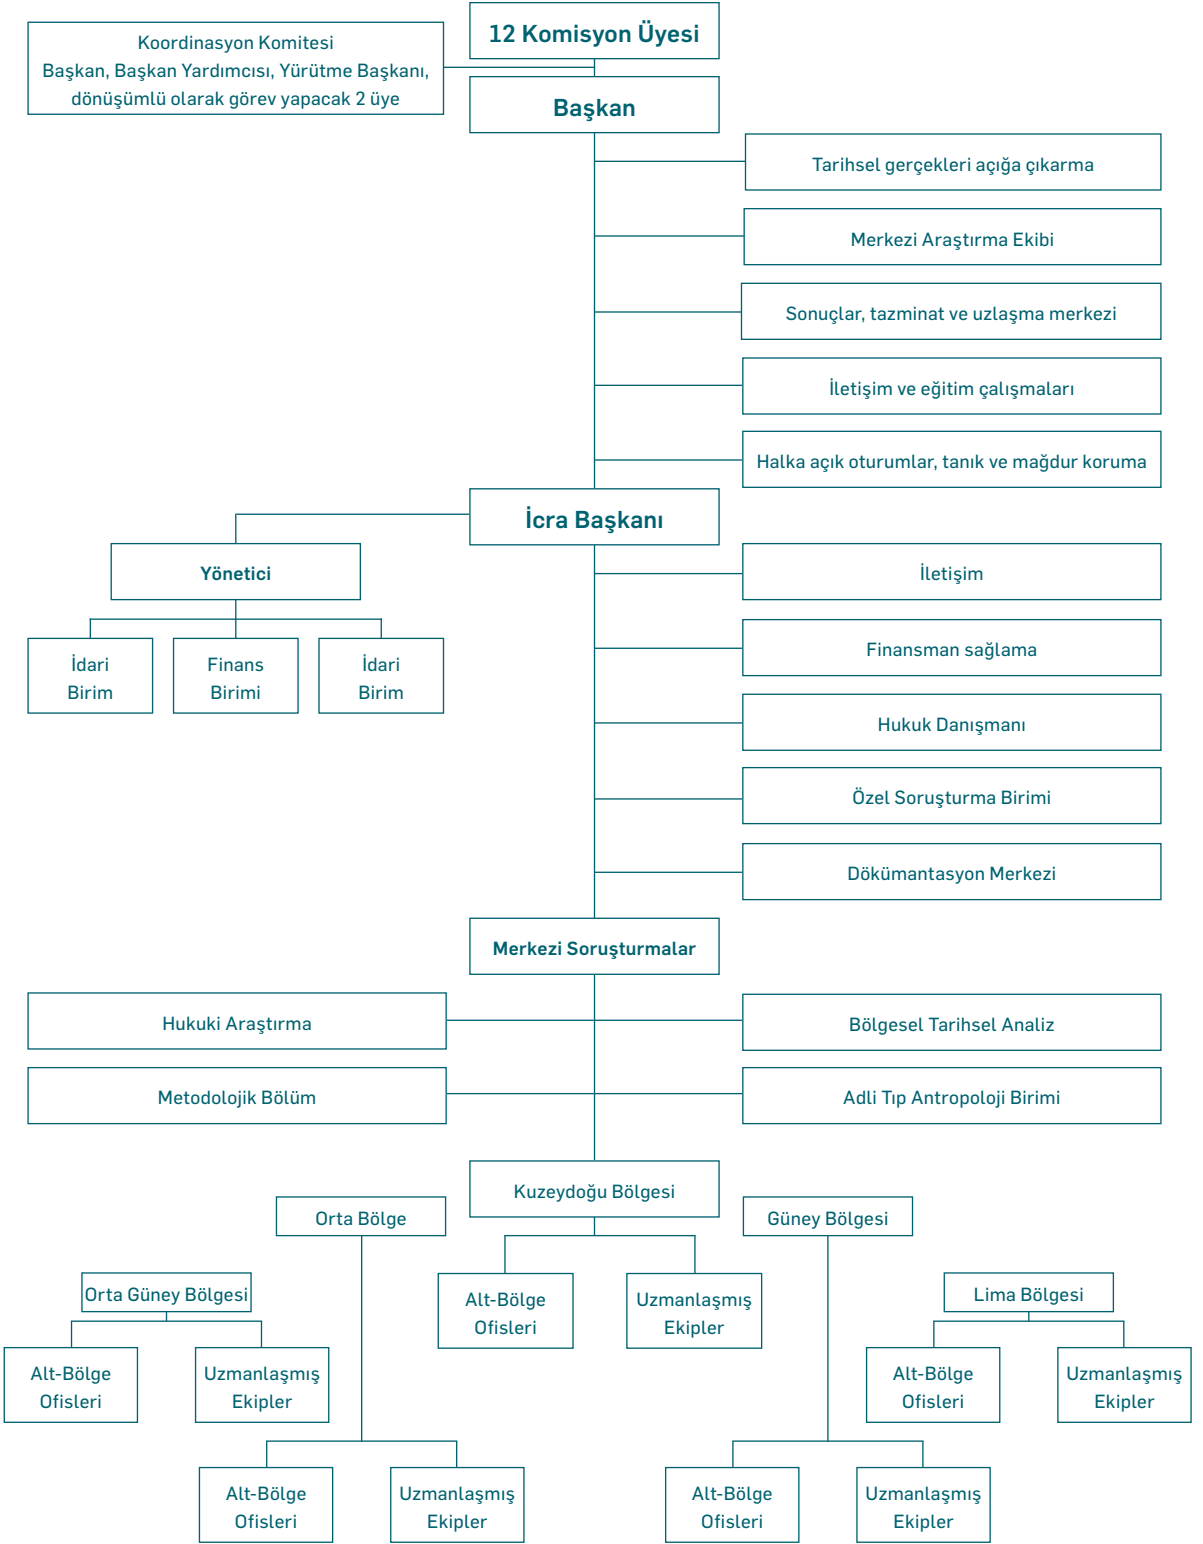 12 Komisyon Üyesi
Koordinasyon Komitesi
Başkan, Başkan Yardımcısı, Yürütme Başkanı,
dönüşümlü olarak görev yapacak 2 üye
Başkan
Tarihsel gerçekleri açığa çıkarma
Merkezi Araştırma Ekibi
Sonuçlar, tazminat ve uzlaşma merkezi
İletişim ve eğitim çalışmaları
Halka açık oturumlar, tanık ve mağdur koruma
İcra Başkanı
Yönetici
İdari
Birim
Finans
Birimi
İdari
Birim
İletişim
Finansman sağlama
Hukuk Danışmanı
Özel Soruşturma Birimi
Dökümantasyon Merkezi
Merkezi Soruşturmalar
Hukuki Araştırma
Bölgesel Tarihsel Analiz
Metodolojik Bölüm
Adli Tıp Antropoloji Birimi
Kuzeydoğu Bölgesi
Orta Bölge
Güney Bölgesi
Orta Güney Bölgesi
Lima Bölgesi
Alt-Bölge
Ofisleri
Uzmanlaşmış
Ekipler
Alt-Bölge
Ofisleri
Uzmanlaşmış
Ekipler
Alt-Bölge
Ofisleri
Uzmanlaşmış
Ekipler
Alt-Bölge
Ofisleri
Uzmanlaşmış
Ekipler
Alt-Bölge
Ofisleri
Uzmanlaşmış
Ekipler